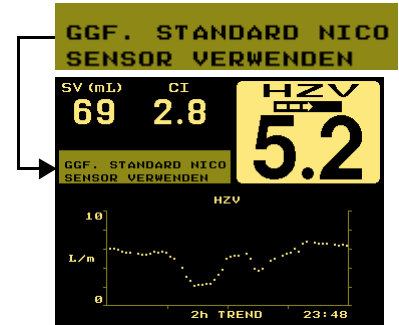 GGF. STANDARD NICO
SENSOR VERWENDEN
SV (mL) CI HZV
69 2.8 5.2
GGF. STANDARD NICO
SENSOR VERWENDEN
HZV
10
L/m
0
2h TREND 23:48